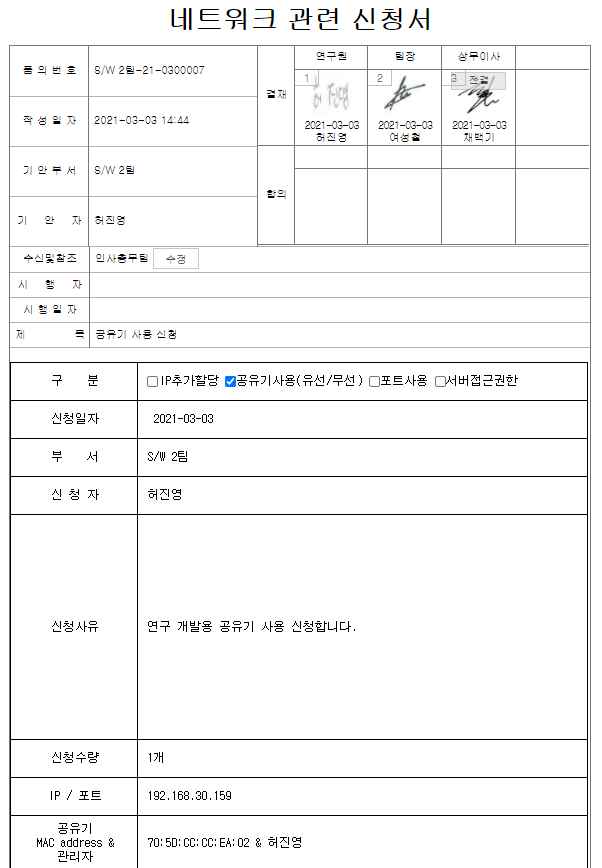 네트워크 관련 신청서
품 의 번 호 S/W 2팀-21-0300007
작 성 일 자 2021-03-03 14:44
기 안 부 서 S/W 2팀
기 안 자 허진영
결재 연구원 팀장 상무이사
1 2 3 전결
허 진영
2021-03-03 2021-03-03 2021-03-03
허진영 여성철 채백기
합의
수신및참조 인사총무팀 수정
시 행 자
시 행 일 자
제 목 공유기 사용 신청
구 분 IP추가할당 공유기사용(유선/무선) 포트사용 서버접근권한
신청일자 2021-03-03
부 서 S/W 2팀
신 청 자 허진영
신청사유 연구 개발용 공유기 사용 신청합니다.
신청수량 1개
IP / 포트 192.168.30.159
공유기
MAC address &
관리자
70:5D:CC:CC:EA:02 & 허진영